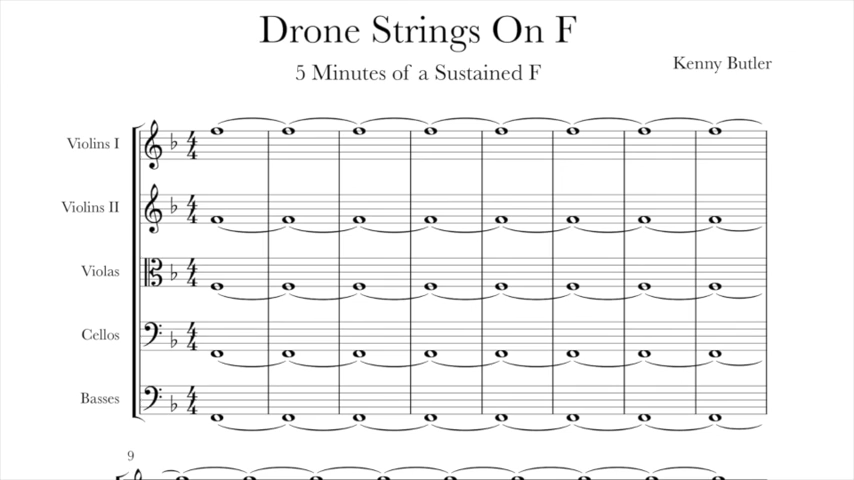 Drone Strings On F
5 Minutes of a Sustained F
Kenny Butler
Violins I
Violins II
Violas
Cellos
Basses
9